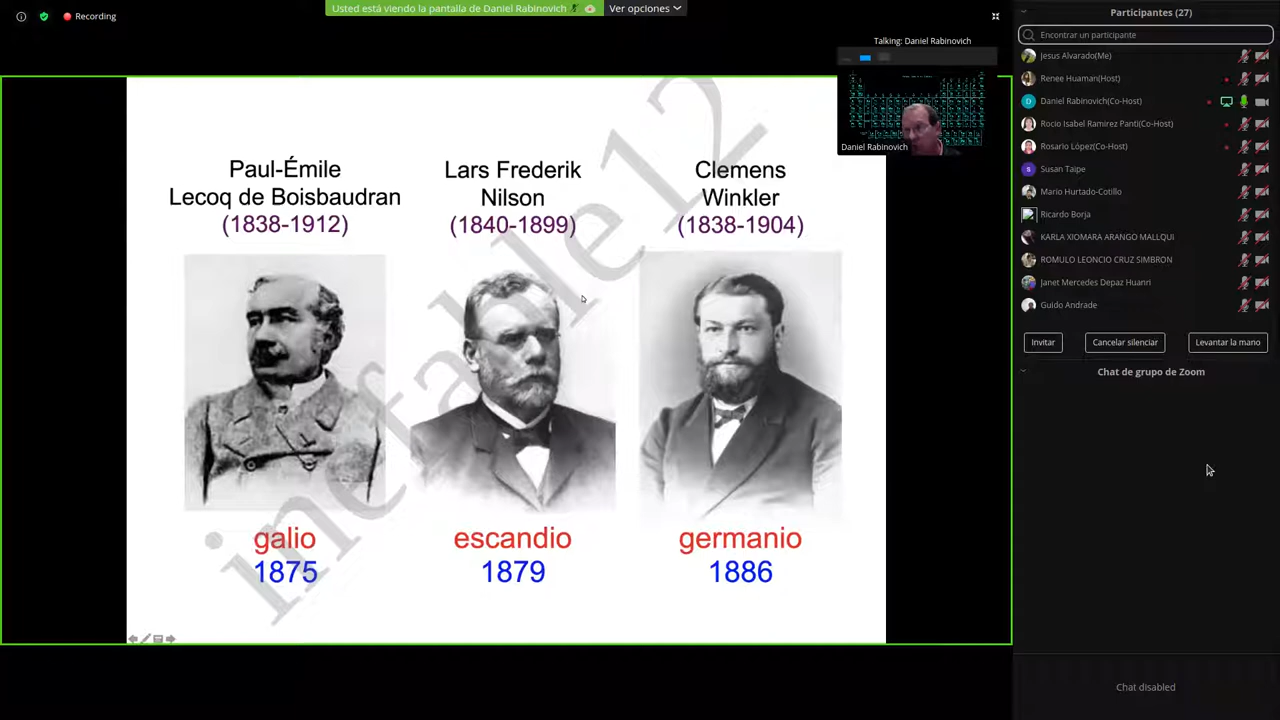 Recording
Usted está viendo la pantalla de Daniel Rabinovich
Ver opciones
Talking: Daniel Rabinovich
Daniel Rabinovich
Paul-Émile
Lecoq de Boisbaudran
(1838-1912)
Lars Frederik
Nilson
(1840-1899)
Clemens
Winkler
(1838-1904)
galio
1875
escandio
1879
germanio
1886
inefable12
Participantes (27)
Encontrar un participante
Jesus Alvarado(Me)
Renee Huaman(Host)
D
Daniel Rabinovich(Co-Host)
Rocio Isabel Ramirez Panti(Co-Host)
Rosario López(Co-Host)
S
Susan Taipe
Mario Hurtado-Cotillo
Ricardo Borja
KARLA XIOMARA ARANGO MALLQUI
ROMULO LEONCIO CRUZ SIMBRON
Janet Mercedes Depaz Huanri
Guido Andrade
Invitar
Cancelar silenciar
Levantar la mano
Chat de grupo de Zoom
Chat disabled